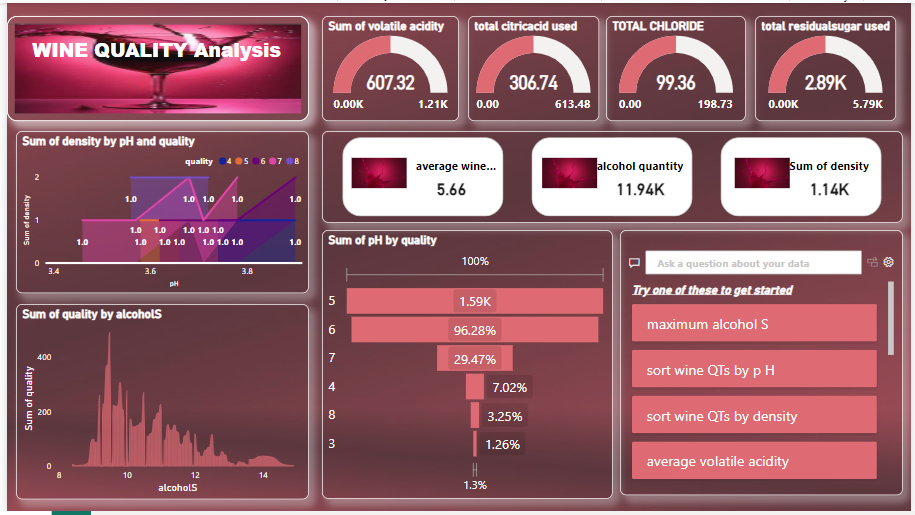 WINE QUALITY Analysis
Sum of volatile acidity
607.32
0.00K
1.21K
total citricacid used
306.74
0.00
613.48
TOTAL CHLORIDE
99.36
0.00
198.73
total residualsugar used
2.89K
0.00K
5.79K
Sum of density by pH and quality
quality 4 5 6 7 8
Sum of density
2
1
0
1.0 1.0 1.0 1.0 1.0
1.0 1.0 1.0 1.0 1.0
1.0 1.0 1.0 1.0 1.0 1.0 1.0
3.4 3.6 3.8
pH
average wine...
5.66
alcohol quantity
11.94K
Sum of density
1.14K
Sum of quality by alcoholS
Sum of quality
400
200
0
8 10 12 14
alcoholS
Sum of pH by quality
100%
5 1.59K
6 96.28%
7 29.47%
4 7.02%
8 3.25%
3 1.26%
1.3%
Ask a question about your data
Try one of these to get started
maximum alcohol S
sort wine QTs by p H
sort wine QTs by density
average volatile acidity